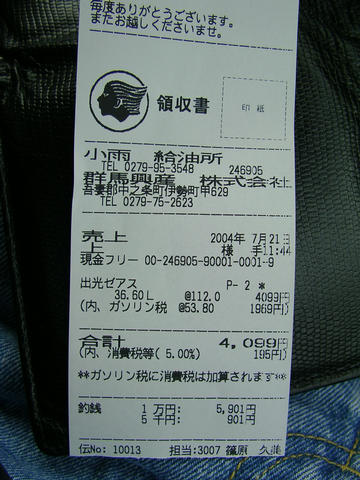 毎度ありがとうございます。
またお越しくださいませ。
領収書
印紙
小雨 給油所
TEL 0279-95-3548 246905
群馬興産 株式会社
吾妻郡中之条町伊勢町甲629
TEL 0279-75-2623
売上 2004年 7月21日
上 様 手11:44
現金フリー 00-246905-90001-0001-9
出光ゼアス P- 2 *
36.60L @112.0 4099円
(内、ガソリン税 @53.80 1969円)
合計 4,099円
(内、消費税等( 5.00%) 195円)
**ガソリン税に消費税は加算されます**
釣銭 1 万円: 5,901円
5 千円: 901円
伝No: 10013 担当:3007 篠原 久美